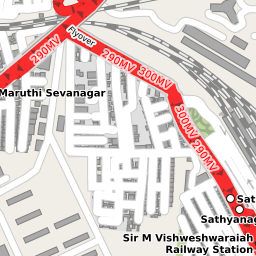 Flyover
290MV
290MV 300MV
Maruthi Sevanagar
300MV 290MV
Sat
Sathyanag
Sir M Vishweshwaraiah
Railway Station